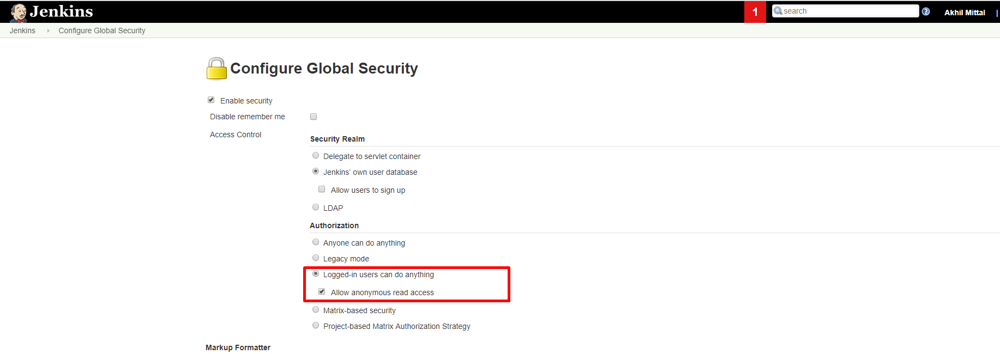 Jenkins
1
search
?
Akhil Mittal
|
Jenkins
Configure Global Security
Configure Global Security
Enable security
Disable remember me
Access Control
Security Realm
Delegate to servlet container
Jenkins’ own user database
Allow users to sign up
LDAP
Authorization
Anyone can do anything
Legacy mode
Logged-in users can do anything
Allow anonymous read access
Matrix-based security
Project-based Matrix Authorization Strategy
Markup Formatter